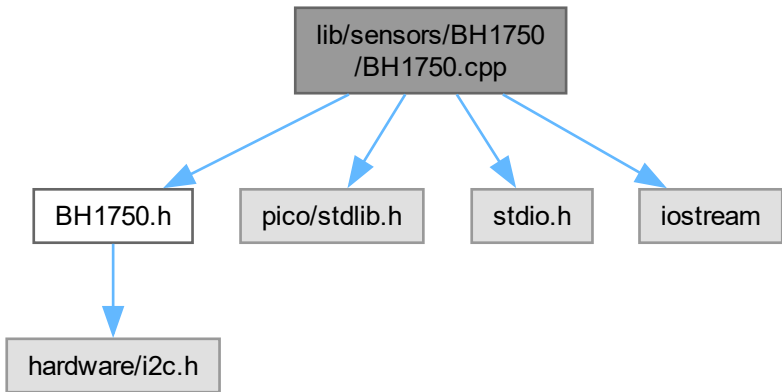 lib/sensors/BH1750
/BH1750.cpp
BH1750.h
pico/stdlib.h
stdio.h
iostream
hardware/i2c.h